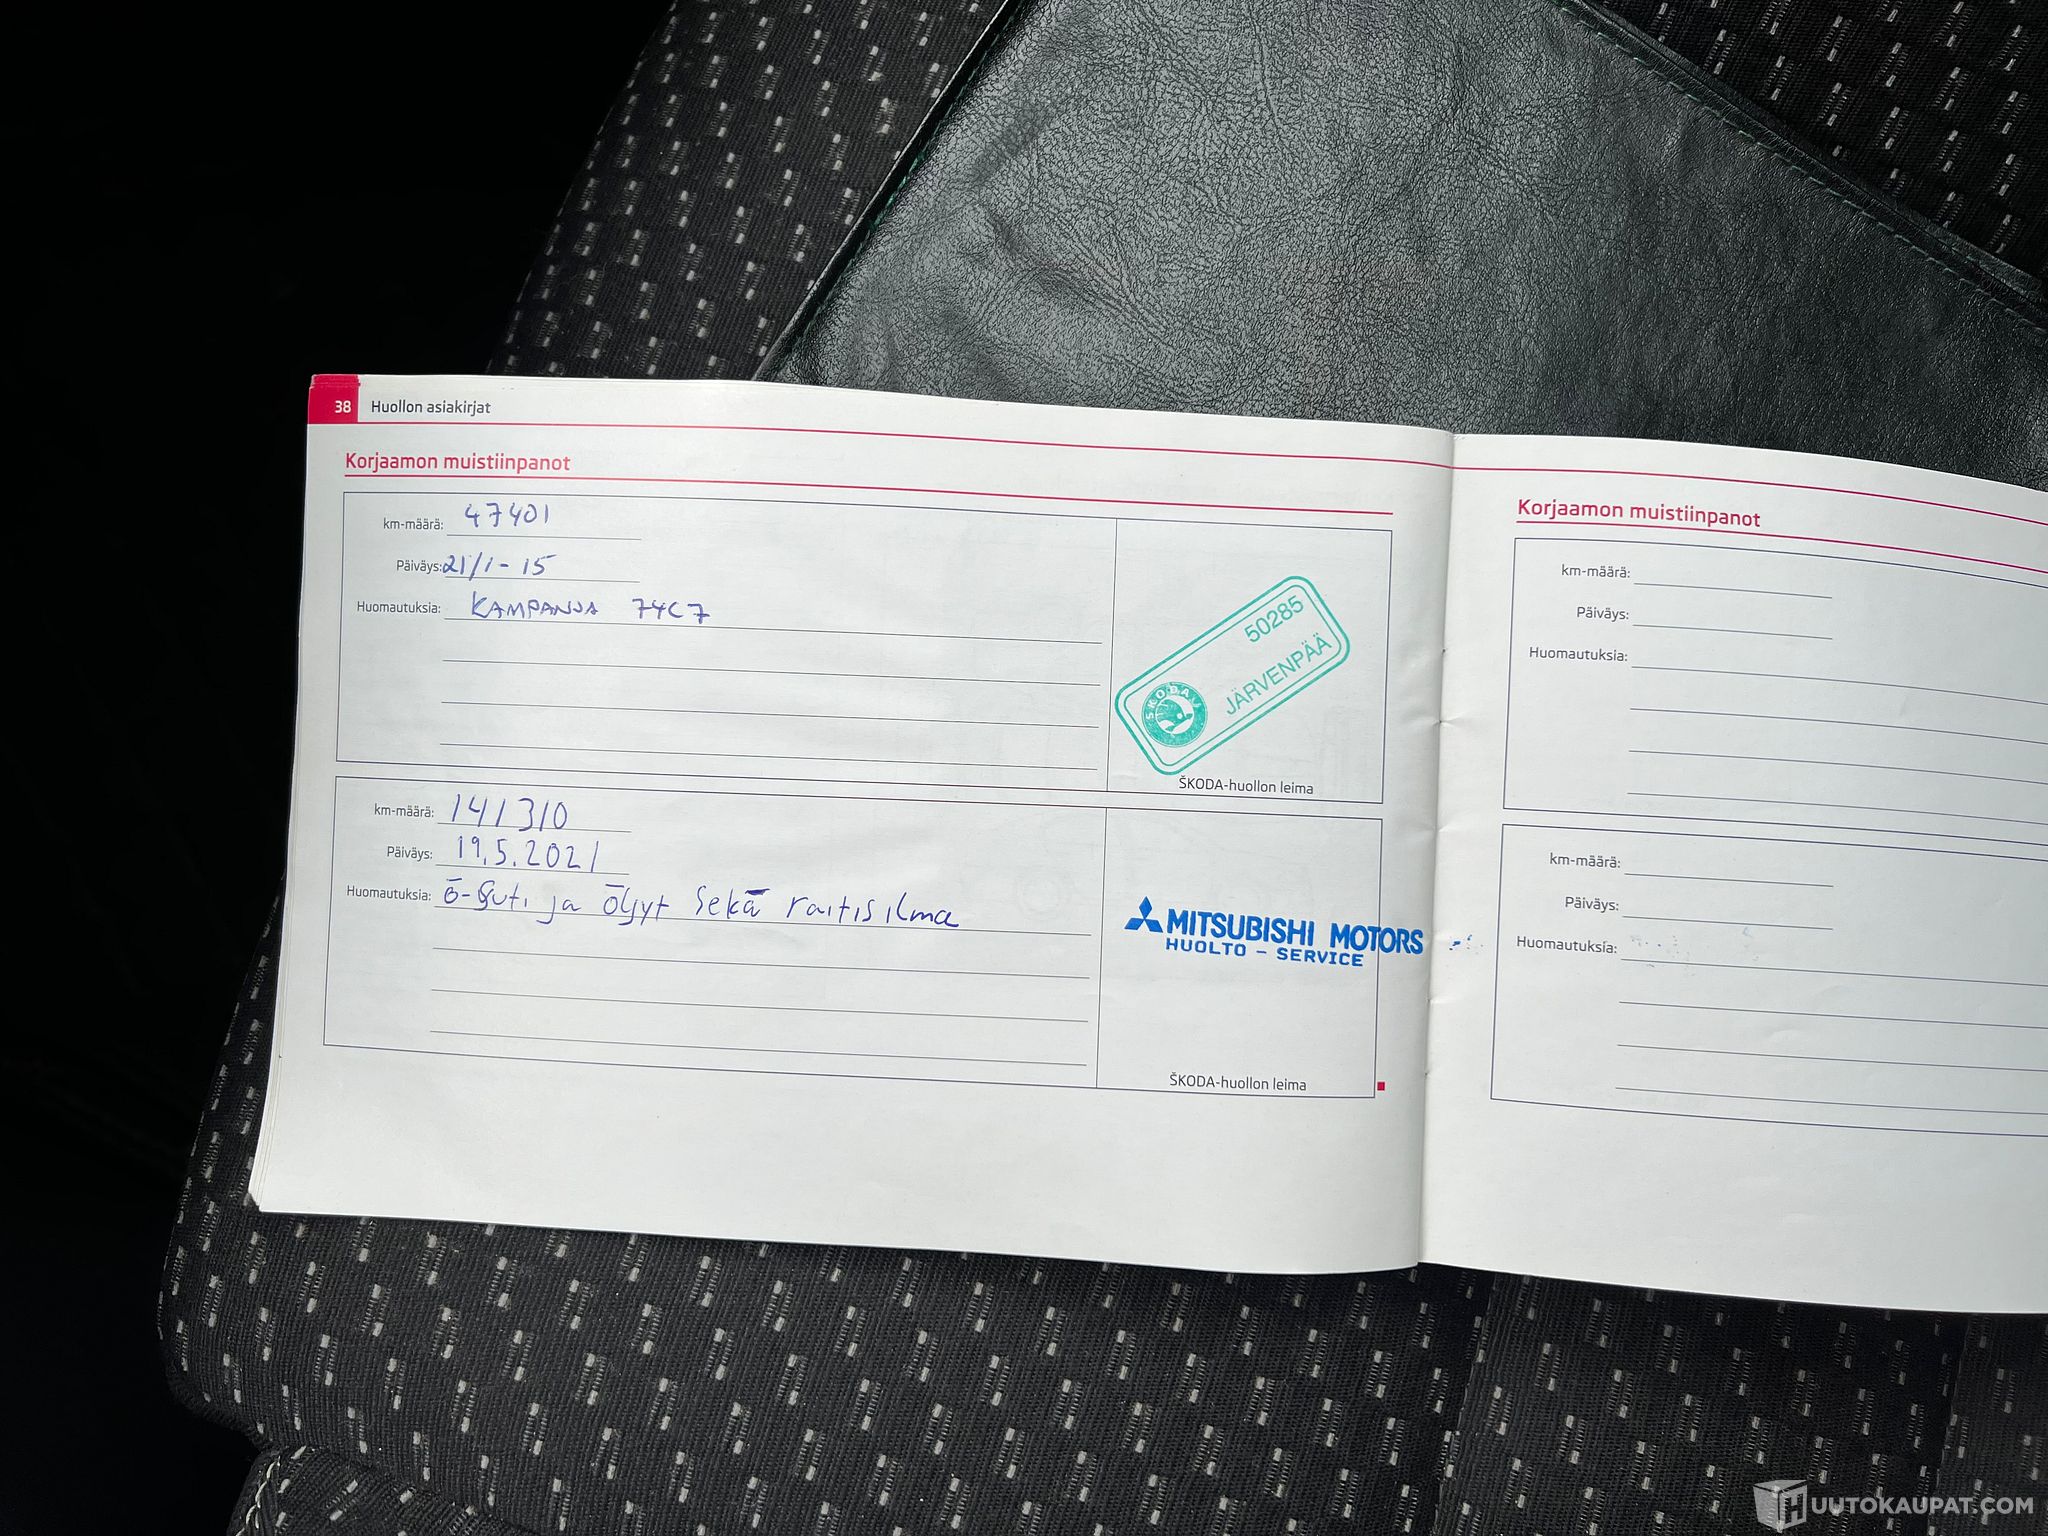 38 Huollon asiakirjat
Korjaamon muistiinpanot
km-määrä: 47401
Päiväys: 21/1-15
Huomautuksia: KAMPANJA 74C7
50285
JÄRVENPÄÄ
SKODA
ŠKODA-huollon leima
km-määrä: 141310
Päiväys: 19.5.2021
Huomautuksia: ja öljyt sekä raitisilma
MITSUBISHI MOTORS
HUOLTO - SERVICE
ŠKODA-huollon leima
Korjaamon muistiinpanot
km-määrä:
Päiväys:
Huomautuksia:
km-määrä:
Päiväys:
Huomautuksia:
HUUTOKAUPAT.COM